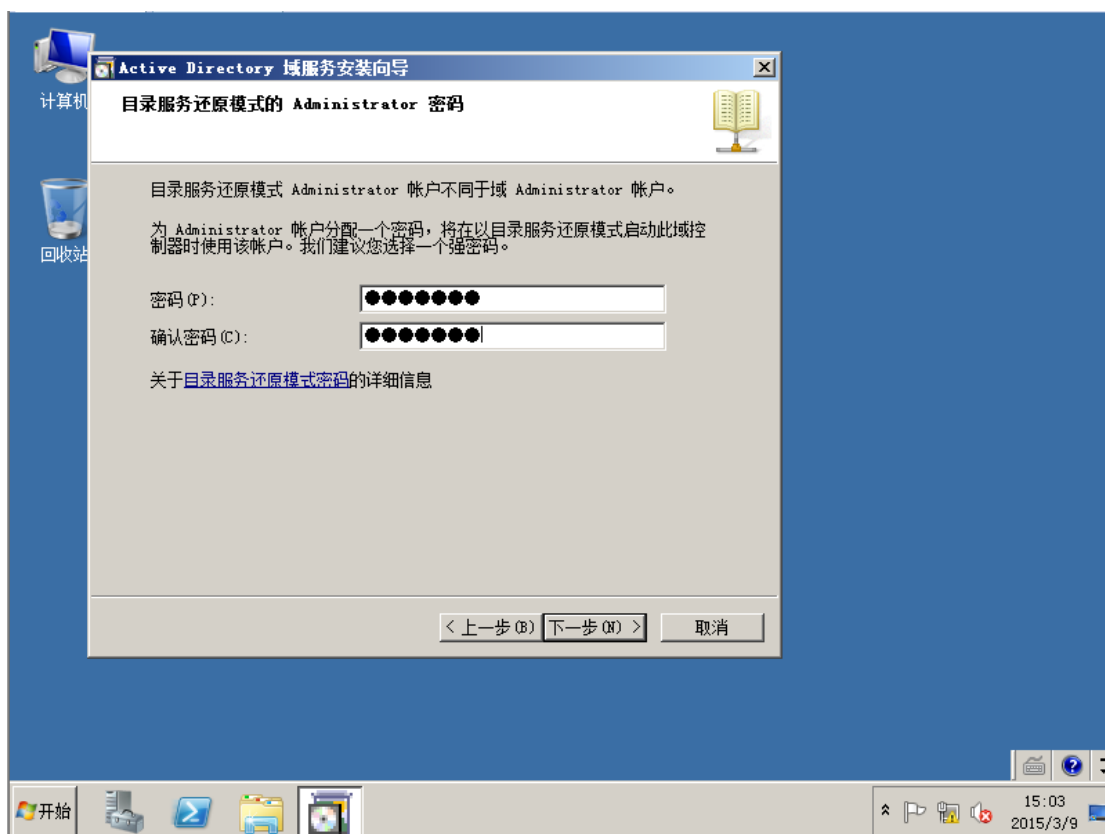 计算机
回收站
Active Directory 域服务安装向导
目录服务还原模式的 Administrator 密码
目录服务还原模式 Administrator 帐户不同于域 Administrator 帐户。
为 Administrator 帐户分配一个密码，将在以目录服务还原模式启动此域控
制器时使用该帐户。我们建议您选择一个强密码。
密码(P):
确认密码(C):
关于目录服务还原模式密码的详细信息
< 上一步(B)
下一步(N) >
取消
开始
15:03
2015/3/9